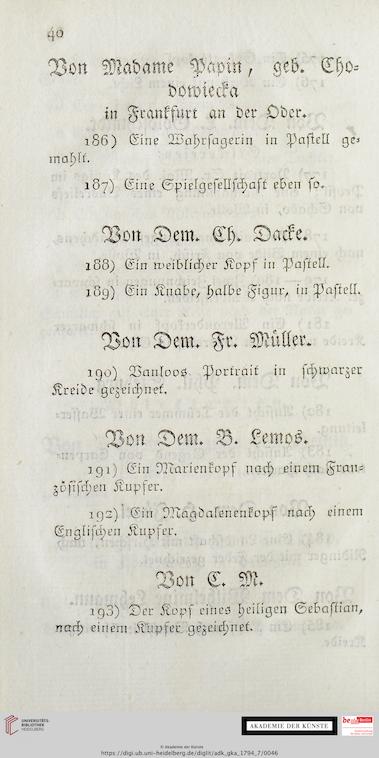 40
Von Madame Papin, geb. Cho-
dowiecka
in Frankfurt an der Oder.
186) Eine Wahrsagerin in Pastell ge-
mahlt.
187) Eine Spielgesellschaft eben so.
Von Dem. Ch. Dacke.
188) Ein weiblicher Kopf in Pastell.
189) Ein Knabe, halbe Figur, in Pastell.
Von Dem. Fr. Müller.
190) Vanloos Portrait in schwarzer
Kreide gezeichnet.
Von Dem. B. Lemos.
191) Ein Marienkopf nach einem Fran-
zösischen Kupfer.
192) Ein Magdalenenkopf nach einem
Englischen Kupfer.
Von C. M.
193) Der Kopf eines heiligen Sebastian,
nach einem Kupfer gezeichnet.
UNIVERSITÄTS-
BIBLIOTHEK
HEIDELBERG
AKADEMIE DER KÜNSTE
© Akademie der Künste
https://digi.ub.uni-heidelberg.de/diglit/adk_gka_1794_7/0046